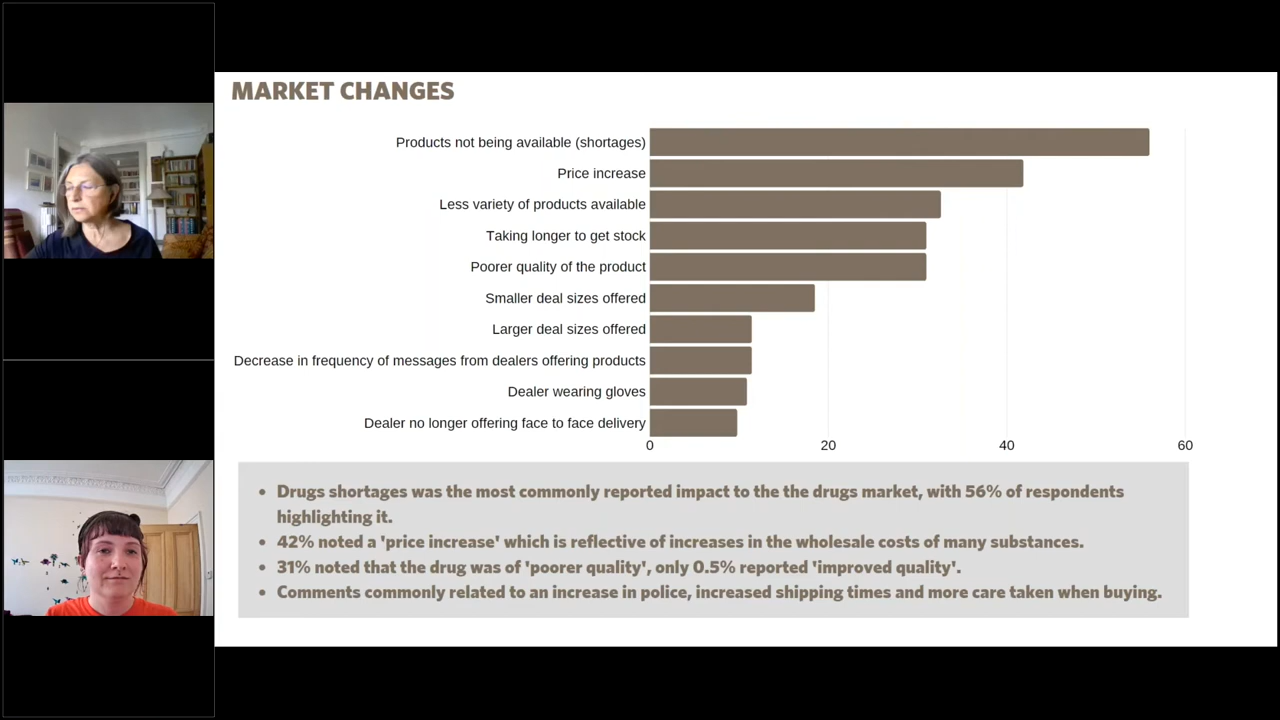 MARKET CHANGES
Products not being available (shortages)
Price increase
Less variety of products available
Taking longer to get stock
Poorer quality of the product
Smaller deal sizes offered
Larger deal sizes offered
Decrease in frequency of messages from dealers offering products
Dealer wearing gloves
Dealer no longer offering face to face delivery
0 20 40 60
• Drugs shortages was the most commonly reported impact to the the drugs market, with 56% of respondents
highlighting it.
• 42% noted a 'price increase' which is reflective of increases in the wholesale costs of many substances.
• 31% noted that the drug was of 'poorer quality', only 0.5% reported 'improved quality'.
• Comments commonly related to an increase in police, increased shipping times and more care taken when buying.